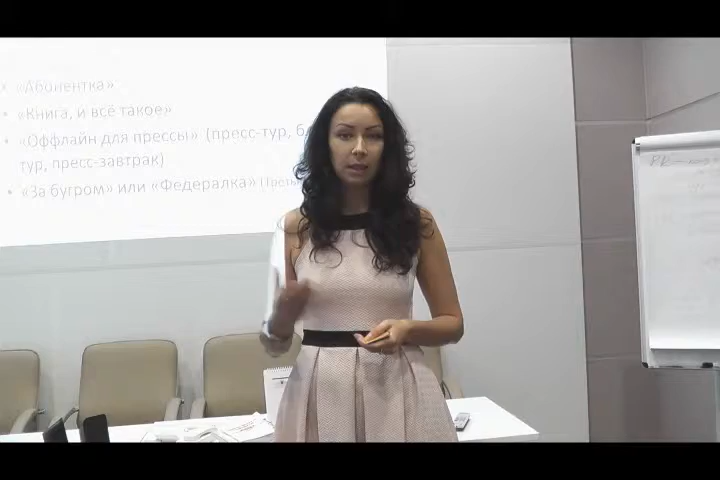 • «Абонентка»
• «Книга, и всё такое»
• «Оффлайн для прессы» (пресс-тур, б
тур, пресс-завтрак)
• «За бугром» или «Федералка»